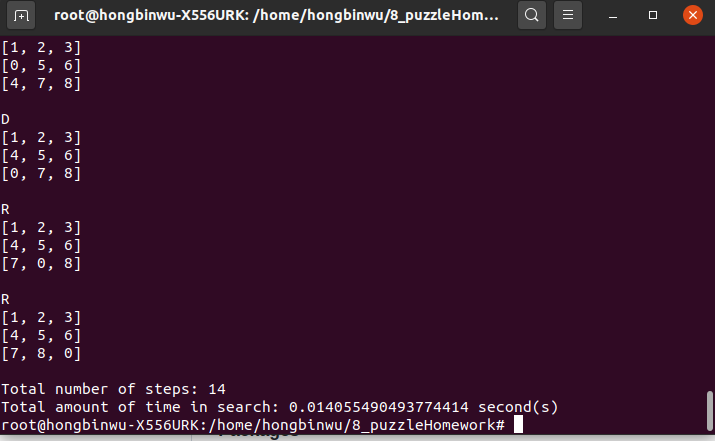 root@hongbinwu-X556URK: /home/hongbinwu/8_puzzleHom...
[1, 2, 3]
[0, 5, 6]
[4, 7, 8]
D
[1, 2, 3]
[4, 5, 6]
[0, 7, 8]
R
[1, 2, 3]
[4, 5, 6]
[7, 0, 8]
R
[1, 2, 3]
[4, 5, 6]
[7, 8, 0]
Total number of steps: 14
Total amount of time in search: 0.014055490493774414 second(s)
root@hongbinwu-X556URK:/home/hongbinwu/8_puzzleHomework#